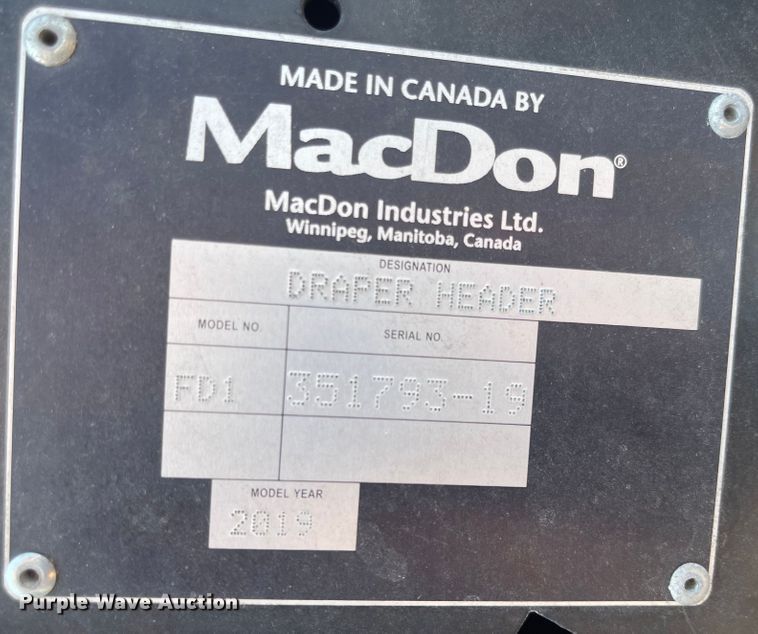 MADE IN CANADA BY
MacDon®
MacDon Industries Ltd.
Winnipeg, Manitoba, Canada
DESIGNATION
DRAPER HEADER
MODEL NO. SERIAL NO.
FD1 351793-19
MODEL YEAR
2019
Purple Wave Auction